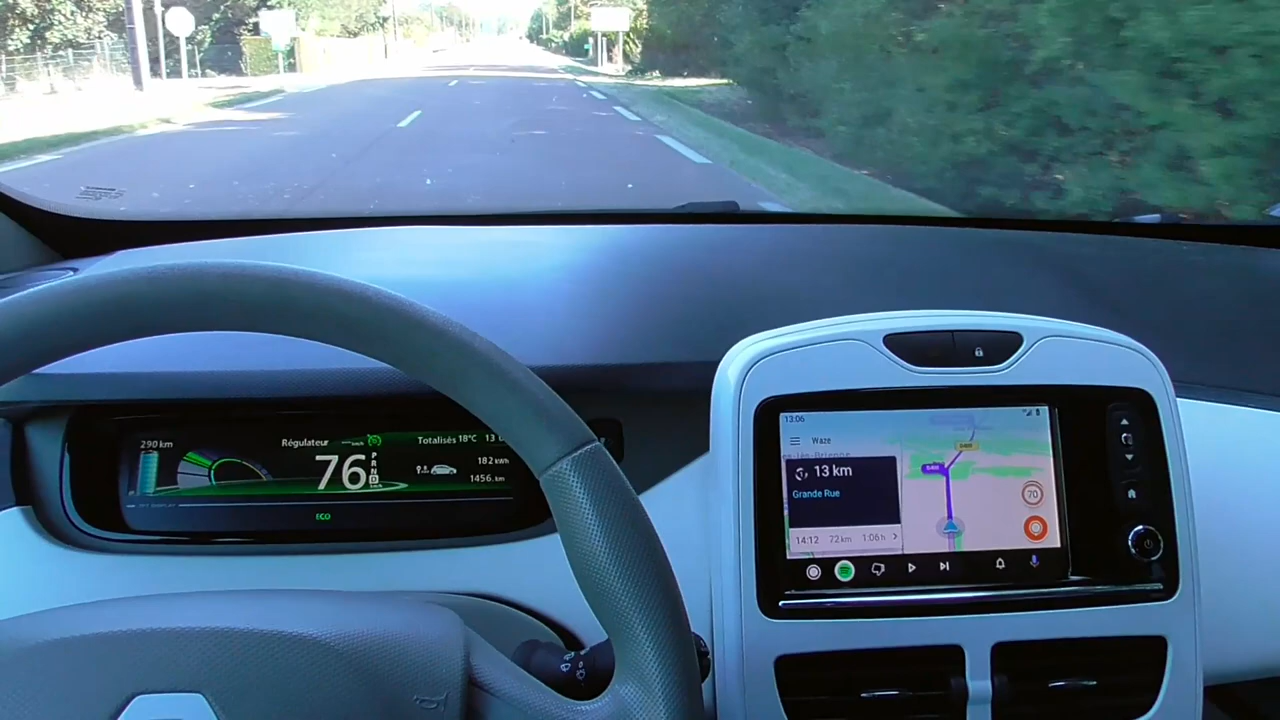 290 km
Régulateur
Totalisés 18°C
76
P
R
N
D
182 kWh
1456. km
ECO
13:06
Waze
13 km
Grande Rue
14:12 72 km 1:06 h
70